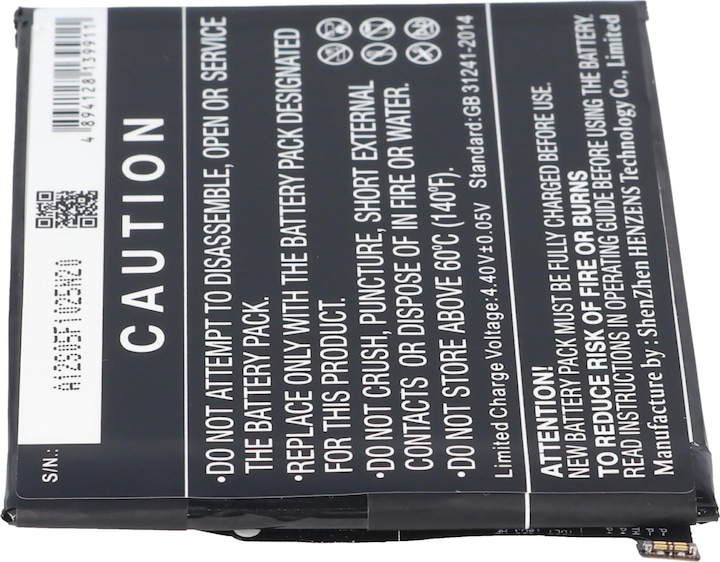 4 894128 139911
S/N.:
CAUTION
•DO NOT ATTEMPT TO DISASSEMBLE, OPEN OR SERVICE
THE BATTERY PACK.
•REPLACE ONLY WITH THE BATTERY PACK DESIGNATED
FOR THIS PRODUCT.
•DO NOT CRUSH, PUNCTURE, SHORT EXTERNAL
CONTACTS OR DISPOSE OF IN FIRE OR WATER.
•DO NOT STORE ABOVE 60°C (140°F).
Limited Charge Voltage:4.40V±0.05V Standard:GB 31241-2014
ATTENTION!
NEW BATTERY PACK MUST BE FULLY CHARGED BEFORE USE.
TO REDUCE RISK OF FIRE OR BURNS
READ INSTRUCTIONS IN OPERATING GUIDE BEFORE USING THE BATTERY.
Manufacture by : ShenZhen HENZENS Technology Co., Limited